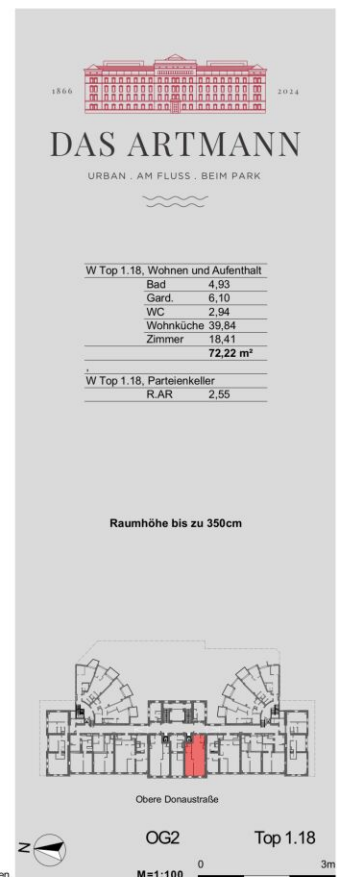 1866 2024
DAS ARTMANN
URBAN . AM FLUSS . BEIM PARK
W Top 1.18, Wohnen und Aufenthalt
Bad 4,93
Gard. 6,10
WC 2,94
Wohnküche 39,84
Zimmer 18,41
72,22 m²
,
W Top 1.18, Parteienkeller
R.AR 2,55
Raumhöhe bis zu 350cm
Obere Donaustraße
N OG2 Top 1.18
en M=1:100 0 3m